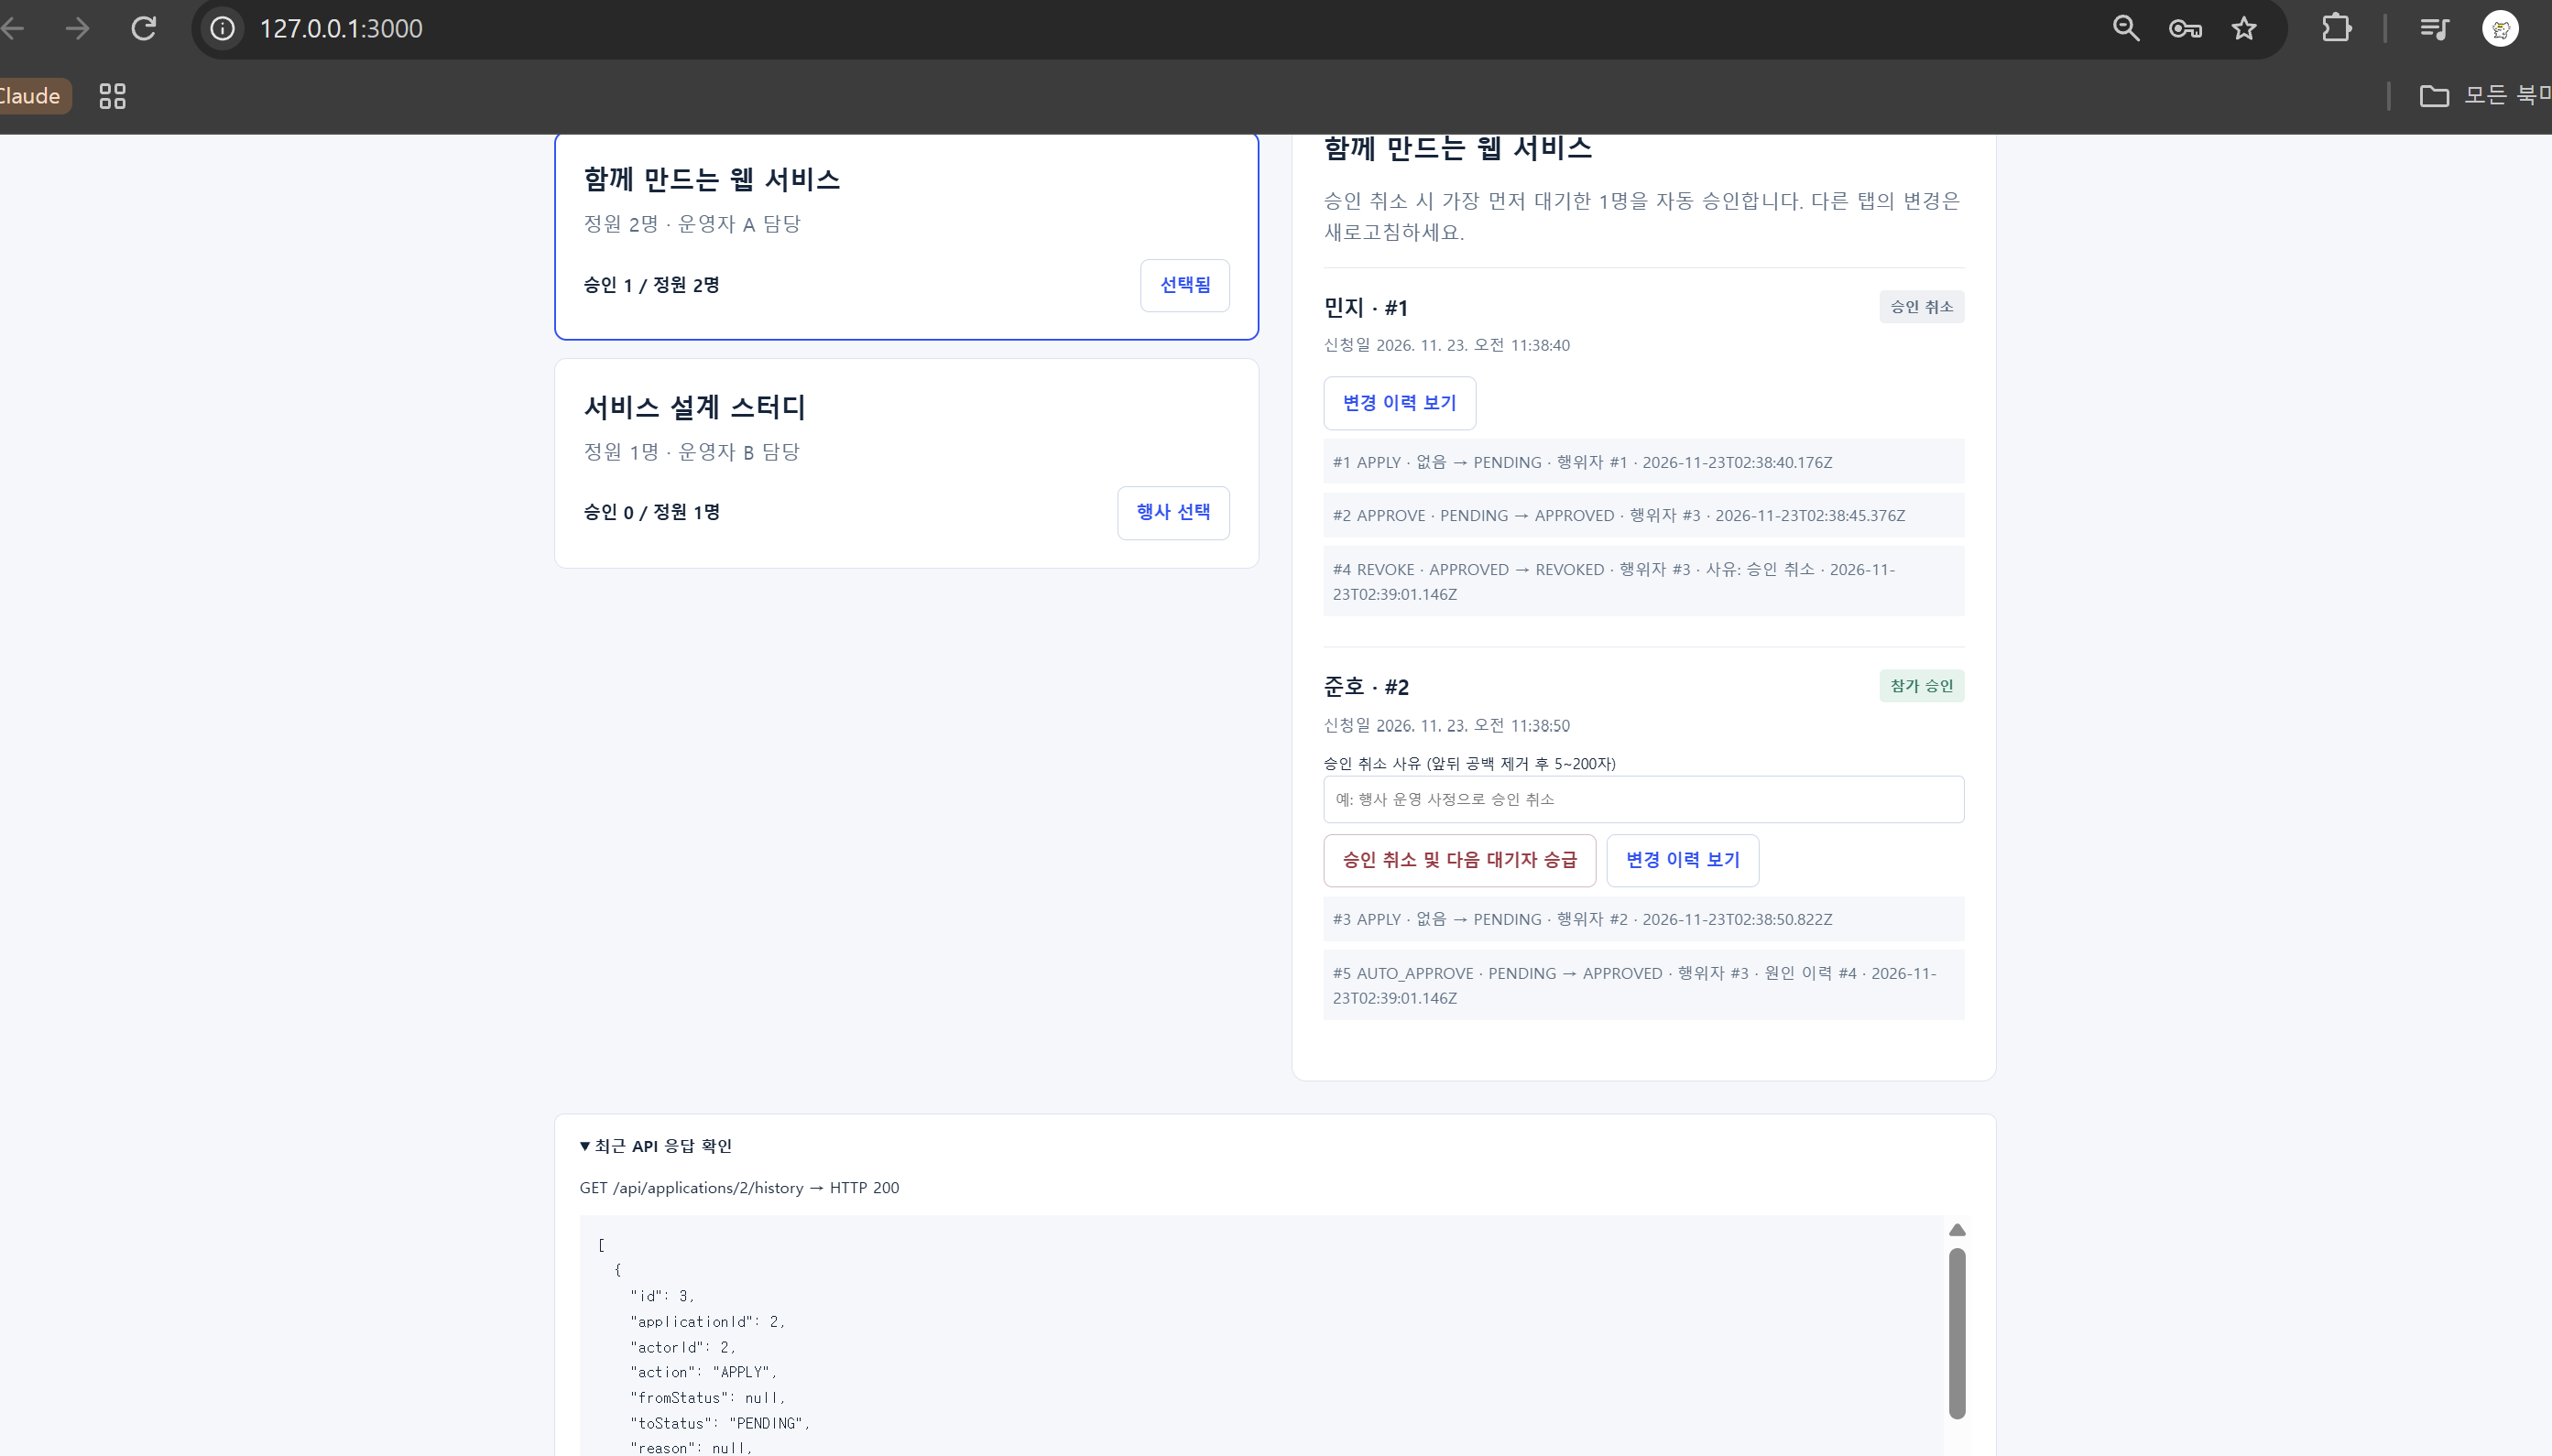 127.0.0.1:3000
Claude
모든 북마
함께 만드는 웹 서비스
정원 2명 · 운영자 A 담당
승인 1 / 정원 2명
선택됨
서비스 설계 스터디
정원 1명 · 운영자 B 담당
승인 0 / 정원 1명
행사 선택
함께 만드는 웹 서비스
승인 취소 시 가장 먼저 대기한 1명을 자동 승인합니다. 다른 탭의 변경은
새로고침하세요.
민지 · #1
승인 취소
신청일 2026. 11. 23. 오전 11:38:40
변경 이력 보기
#1 APPLY · 없음 → PENDING · 행위자 #1 · 2026-11-23T02:38:40.176Z
#2 APPROVE · PENDING → APPROVED · 행위자 #3 · 2026-11-23T02:38:45.376Z
#4 REVOKE · APPROVED → REVOKED · 행위자 #3 · 사유: 승인 취소 · 2026-11-
23T02:39:01.146Z
준호 · #2
참가 승인
신청일 2026. 11. 23. 오전 11:38:50
승인 취소 사유 (앞뒤 공백 제거 후 5~200자)
예: 행사 운영 사정으로 승인 취소
승인 취소 및 다음 대기자 승급
변경 이력 보기
#3 APPLY · 없음 → PENDING · 행위자 #2 · 2026-11-23T02:38:50.822Z
#5 AUTO_APPROVE · PENDING → APPROVED · 행위자 #3 · 원인 이력 #4 · 2026-11-
23T02:39:01.146Z
▼ 최근 API 응답 확인
GET /api/applications/2/history → HTTP 200
[
{
"id": 3,
"applicationId": 2,
"actorId": 2,
"action": "APPLY",
"fromStatus": null,
"toStatus": "PENDING",
"reason": null,